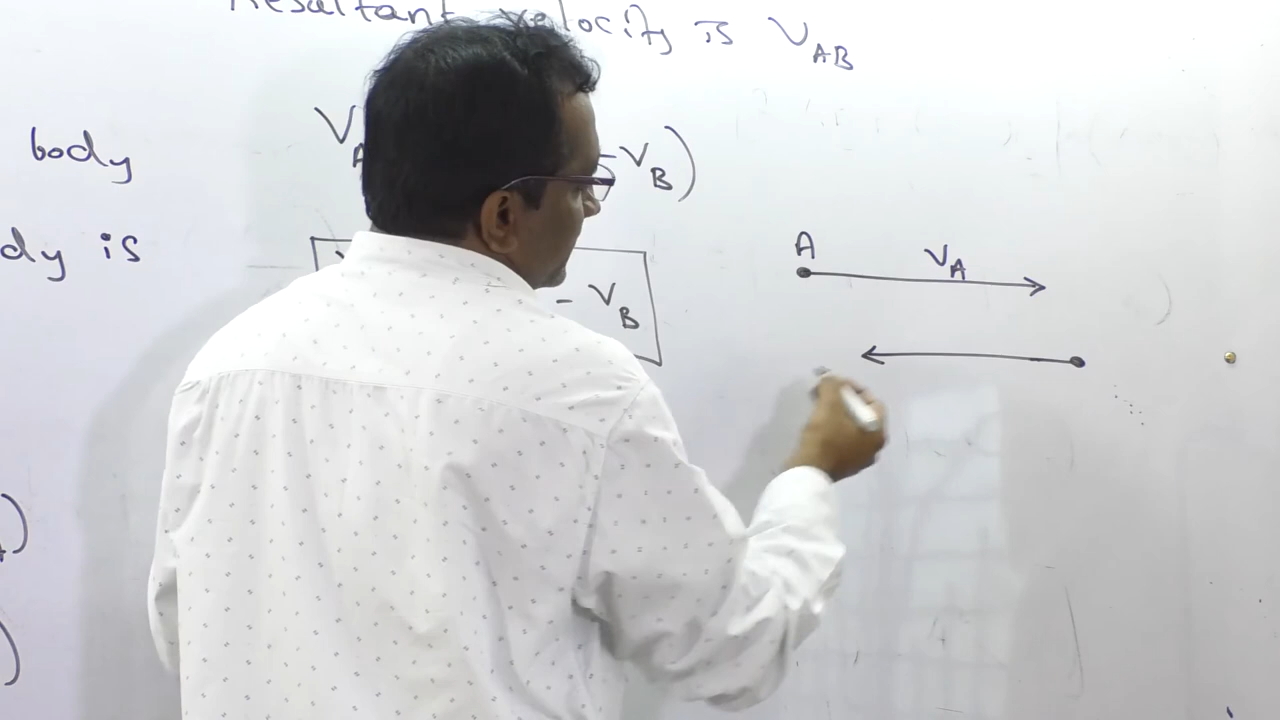 Resultant velocity is V_AB
body
V_A
- V_B)
dy is
- V_B
A
V_A
)
)